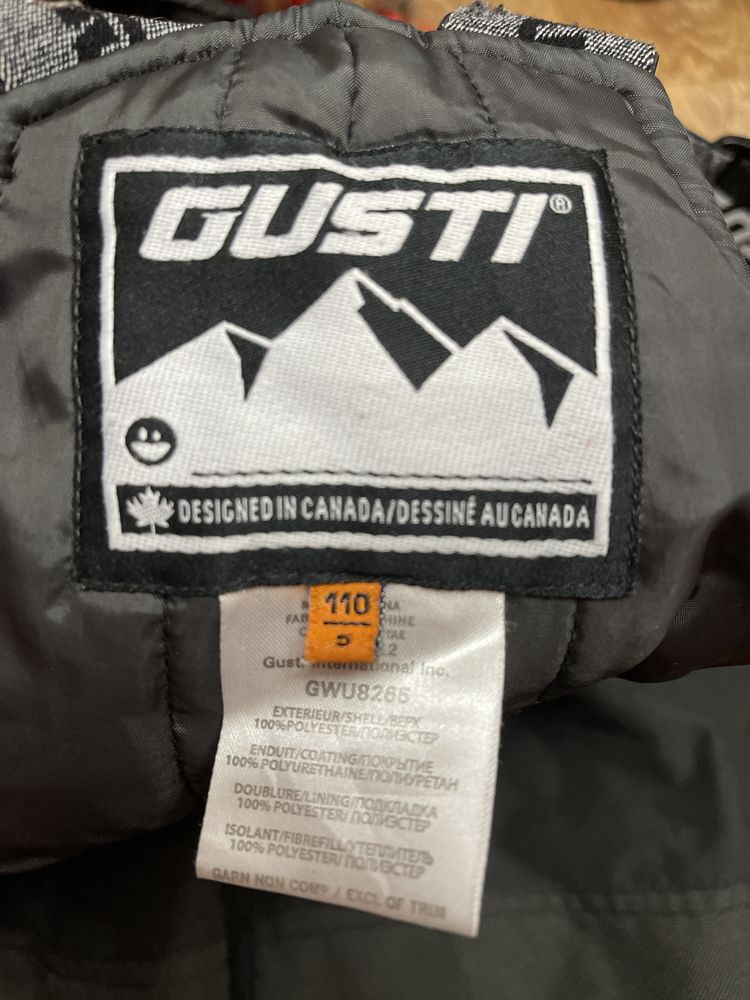 GUSTI®
DESIGNED IN CANADA/DESSINÉ AU CANADA
110
5
Gusti International Inc.
GWU8265
EXTERIEUR/SHELL/ВЕРХ
100%POLYESTER/ПОЛИЭСТЕР
ENDUIT/COATING/ПОКРЫТИЕ
100% POLYURETHAINE/ПОЛИУРЕТАН
DOUBLURE/LINING/ПОДКЛАДКА
100% POLYESTER/ ПОЛИЭСТЕР
ISOLANT/FIBREFILL/УТЕПЛИТЕЛЬ
100% POLYESTER/ ПОЛИЭСТЕР
GARN NON COMP / EXCL OF TRIM